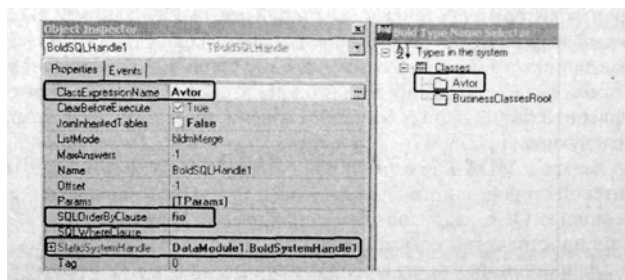 Object Inspector
BoldSQLHandle1 TBoldSQLHandle
Properties Events
ClassExpressionName Avtor ...
ClearBeforeExecute True
JoinInheritedTables False
ListMode bldmMerge
MaxAnswers -1
Name BoldSQLHandle1
Offset -1
Params (TParams)
SQLOrderByClause fio
SQLWhereClause
StaticSystemHandle DataModule1.BoldSystemHandle1
Tag 0
Bold Type Name Selector
Types in the system
Classes
Avtor
BusinessClassesRoot